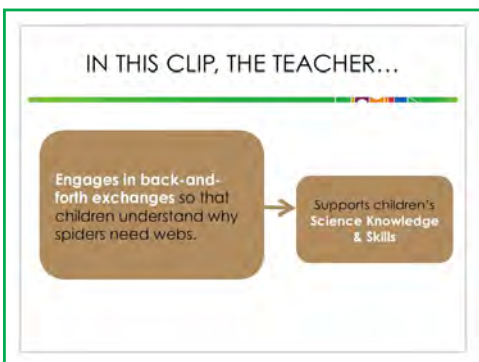 IN THIS CLIP, THE TEACHER…
Engages in back-and-
forth exchanges so that
children understand why
spiders need webs.
Supports children's
Science Knowledge
& Skills